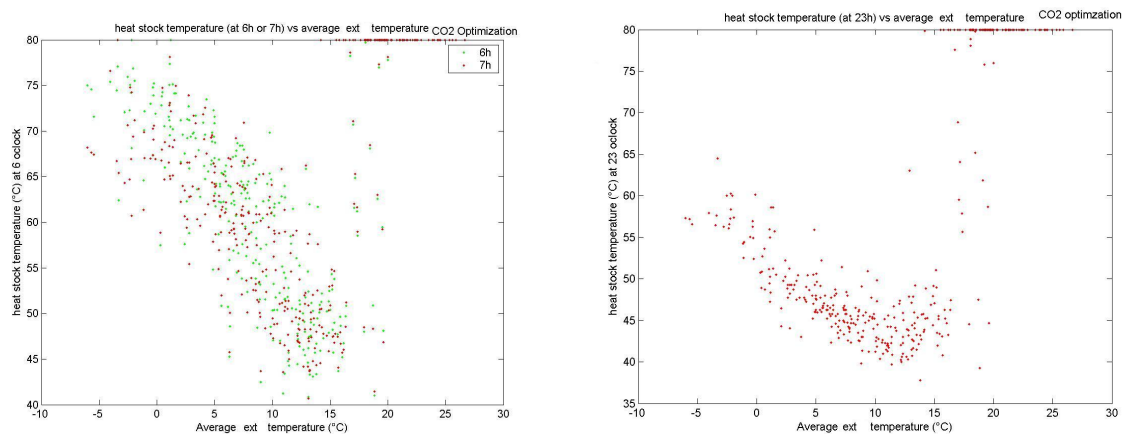 heat stock temperature (at 6h or 7h) vs average ext temperature CO2 Optimization
80
75
70
65
60
55
50
45
40
-10 -5 0 5 10 15 20 25 30
6h
7h
heat stock temperature (°C) at 6 oclock
Average ext temperature (°C)
heat stock temperature (at 23h) vs average ext temperature CO2 optimzation
80
75
70
65
60
55
50
45
40
35
-10 -5 0 5 10 15 20 25 30
heat stock temperature (°C) at 23 oclock
Average ext temperature (°C)